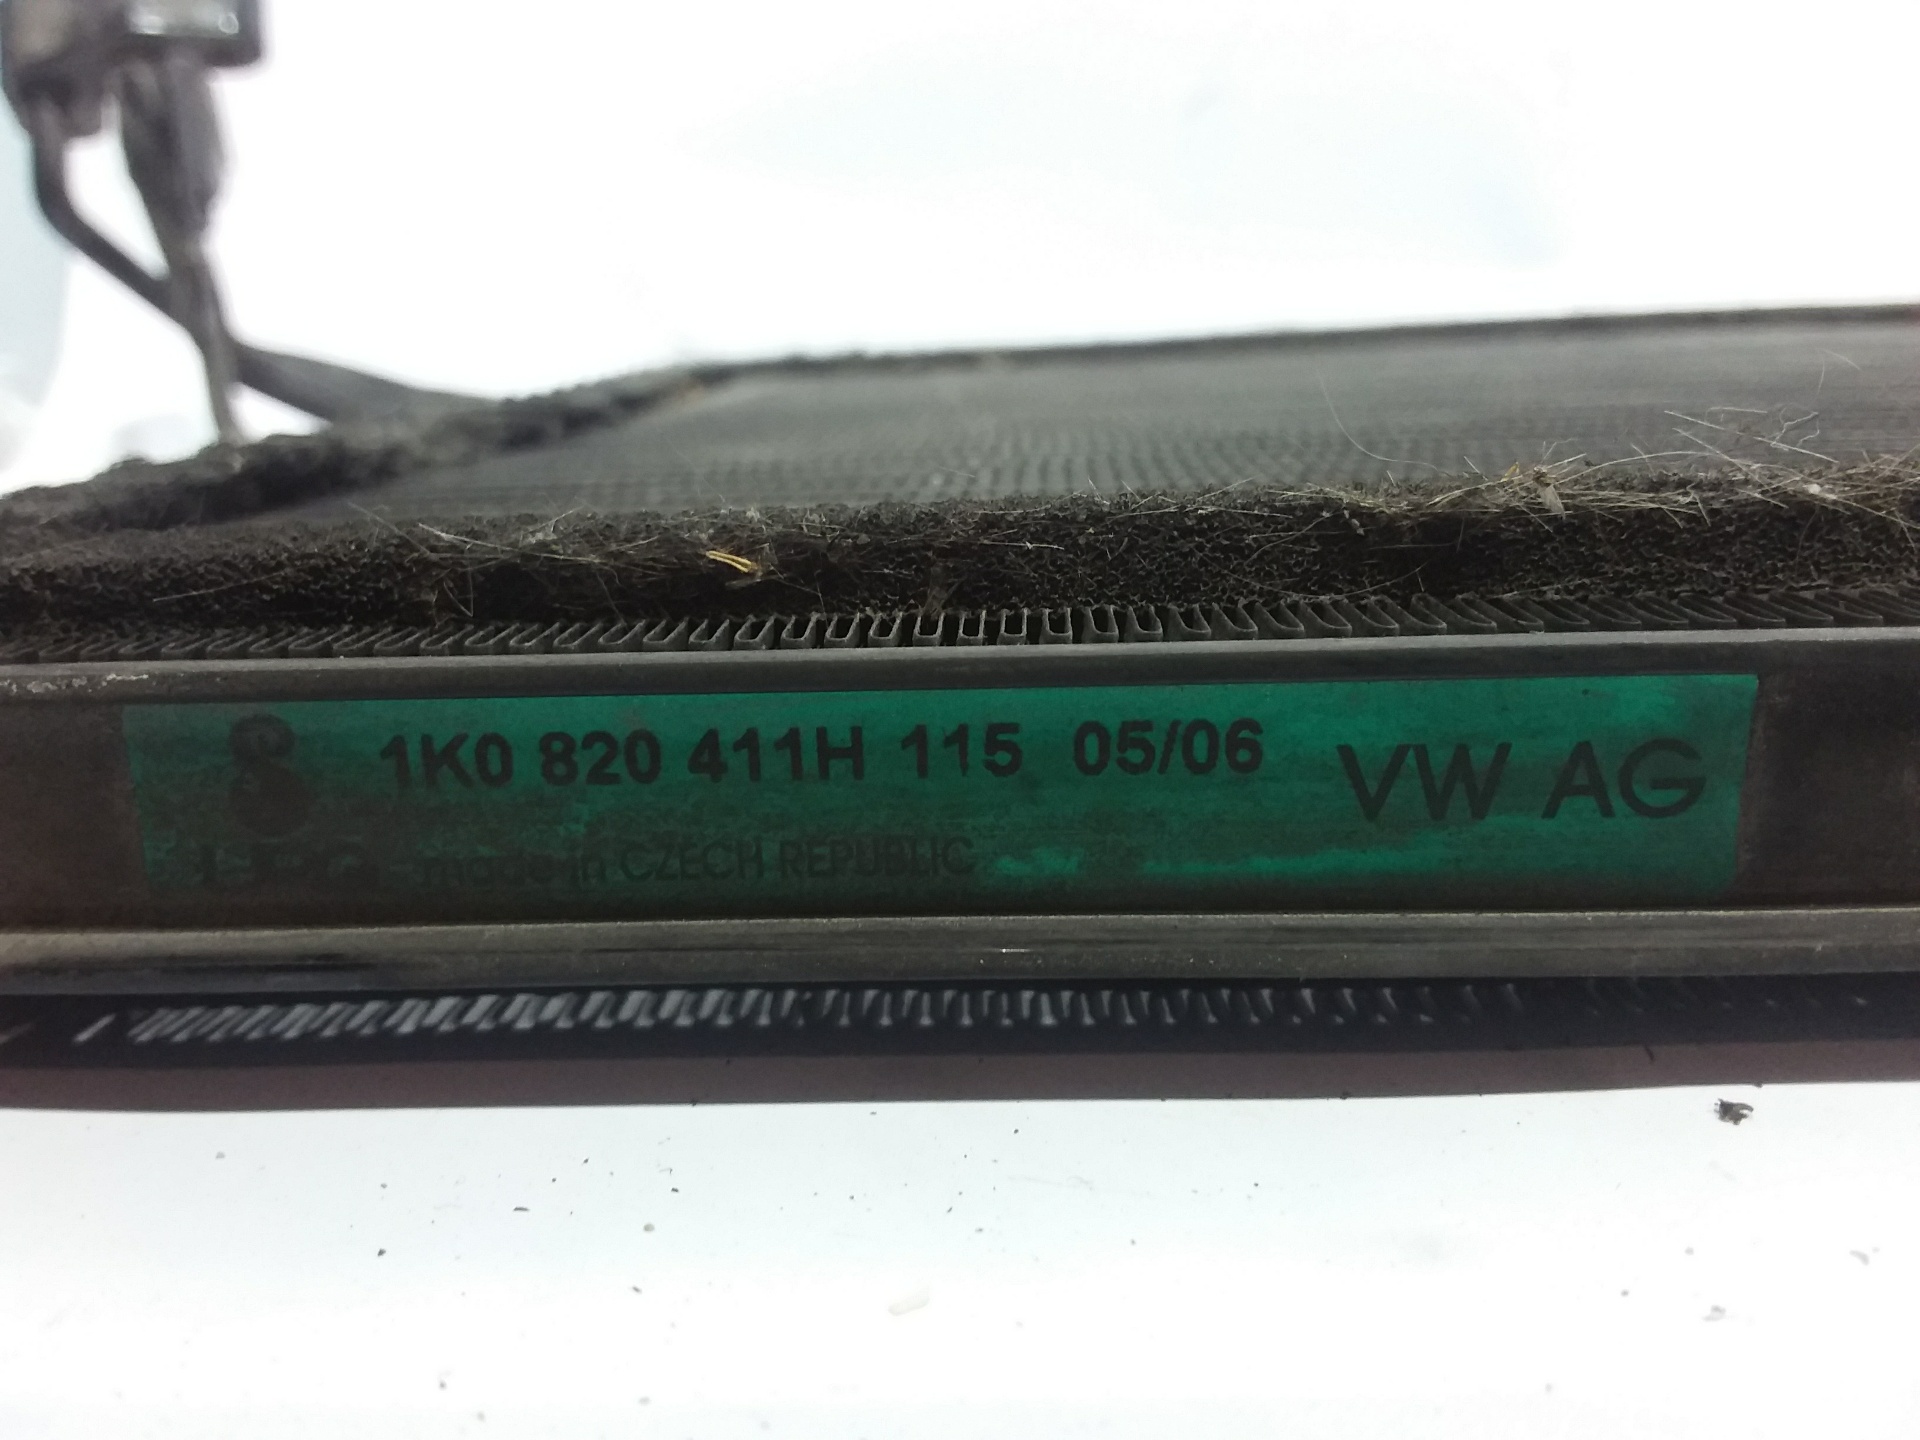 1K0 820 411H 115 05/06 VW AG
made in CZECH REPUBLIC